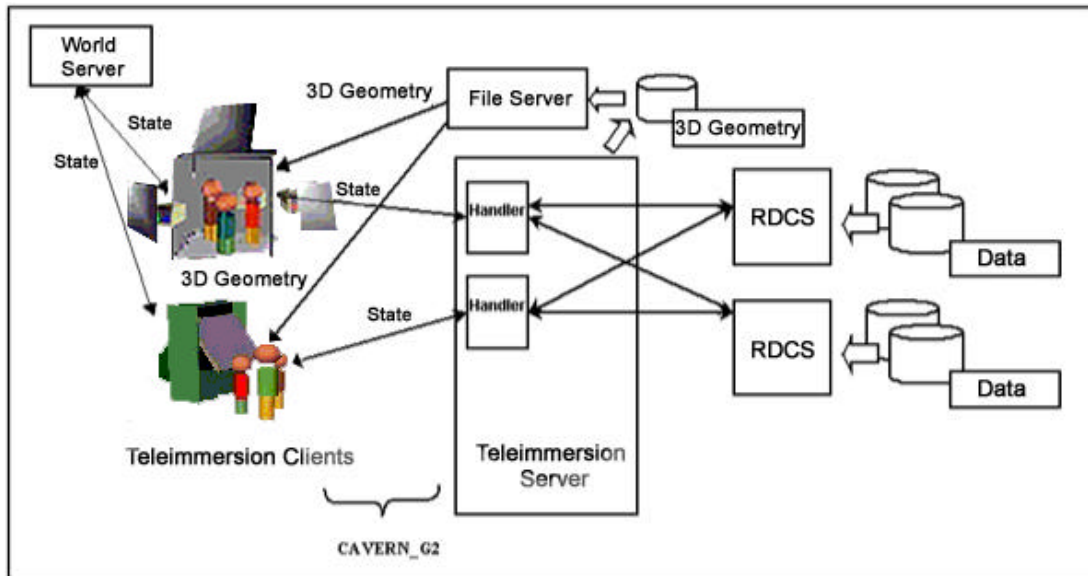 World
Server
3D Geometry
File Server
3D Geometry
State
State
State
Handler
RDCS
Data
3D Geometry
Handler
State
RDCS
Data
Teleimmersion Clients
Teleimmersion
Server
CAVERN_G2